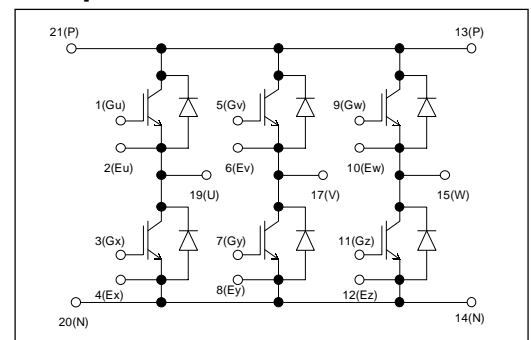 21(P) 13(P)
1(Gu) 5(Gv) 9(Gw)
2(Eu) 6(Ev) 10(Ew)
19(U) 17(V) 15(W)
3(Gx) 7(Gy) 11(Gz)
4(Ex) 8(Ey) 12(Ez)
20(N) 14(N)